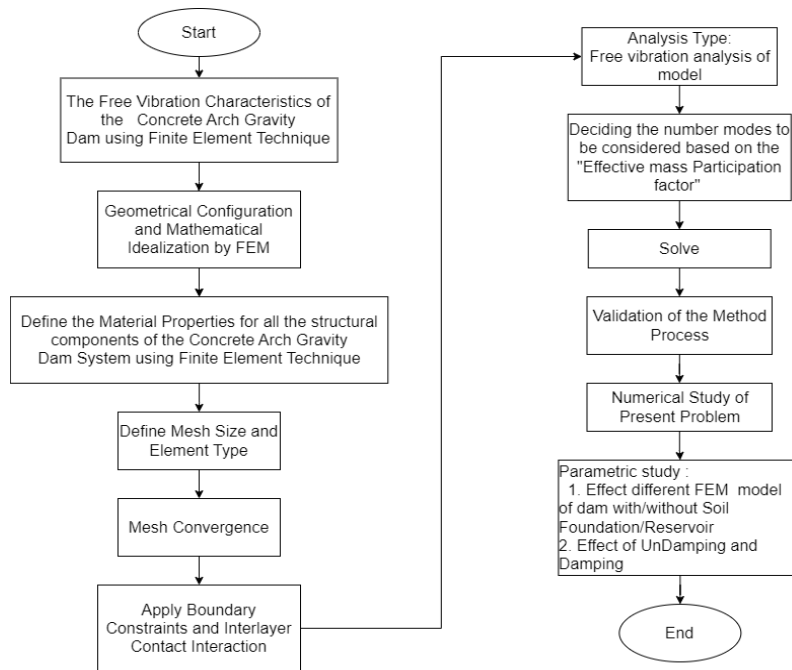 Start
The Free Vibration Characteristics of
the Concrete Arch Gravity
Dam using Finite Element Technique
Geometrical Configuration
and Mathematical
Idealization by FEM
Define the Material Properties for all the structural
components of the Concrete Arch Gravity
Dam System using Finite Element Technique
Define Mesh Size and
Element Type
Mesh Convergence
Apply Boundary
Constraints and Interlayer
Contact Interaction
Analysis Type:
Free vibration analysis of
model
Deciding the number modes to
be considered based on the
"Effective mass Participation
factor"
Solve
Validation of the Method
Process
Numerical Study of
Present Problem
Parametric study :
1. Effect different FEM model
of dam with/without Soil
Foundation/Reservoir
2. Effect of UnDamping and
Damping
End